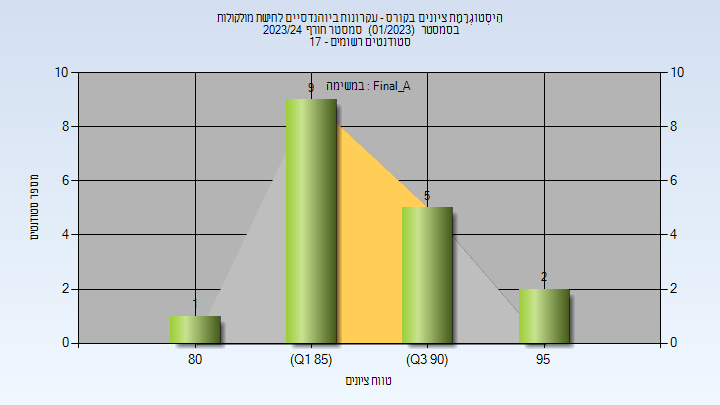 היסטוגרמת ציונים בקורס - עקרונות ביוהנדסיים לחישת מולקולות
בסמסטר (01/2023) סמסטר חורף 2023/24
סטודנטים רשומים - 17
במשימה : Final_A
10 10
8 8
6 6
4 4
2 2
0 0
1 9 5 2
80 (Q1 85) (Q3 90) 95
מספר סטודנטים
טווח ציונים